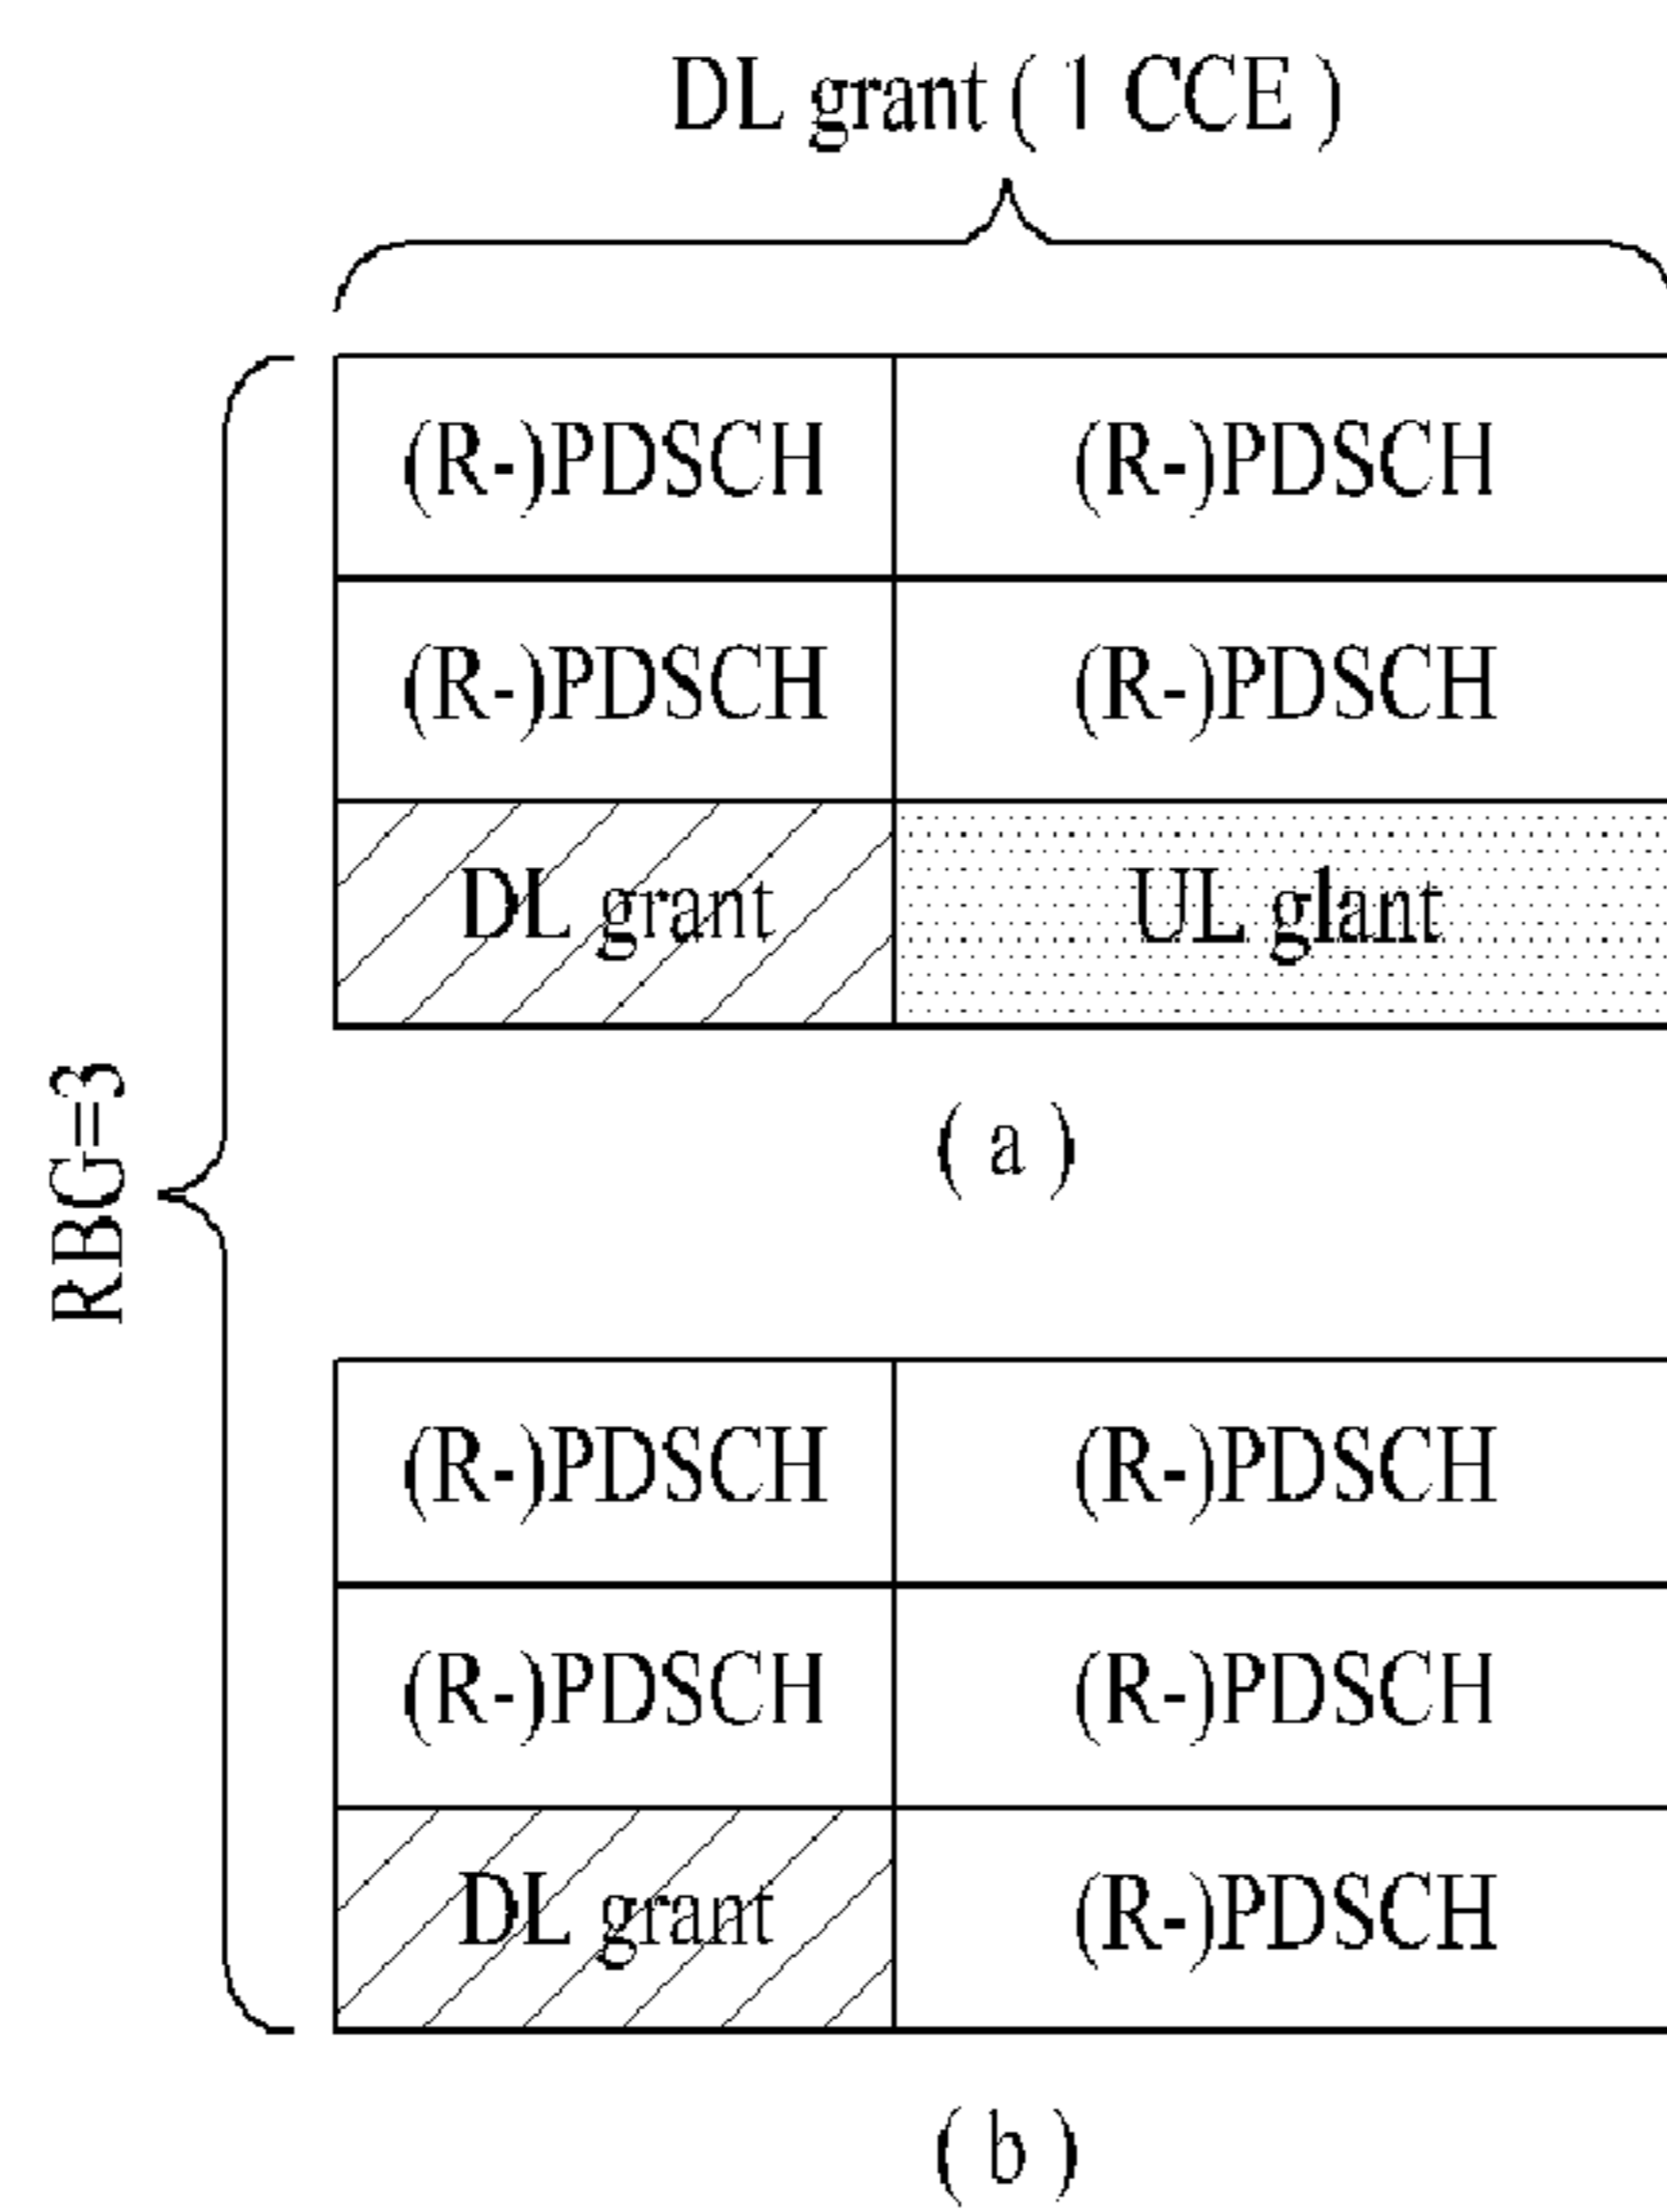 DL grant ( 1 CCE )
(R-)PDSCH (R-)PDSCH
(R-)PDSCH (R-)PDSCH
DL grant UL glant
( a )
RBG=3
(R-)PDSCH (R-)PDSCH
(R-)PDSCH (R-)PDSCH
DL grant (R-)PDSCH
( b )